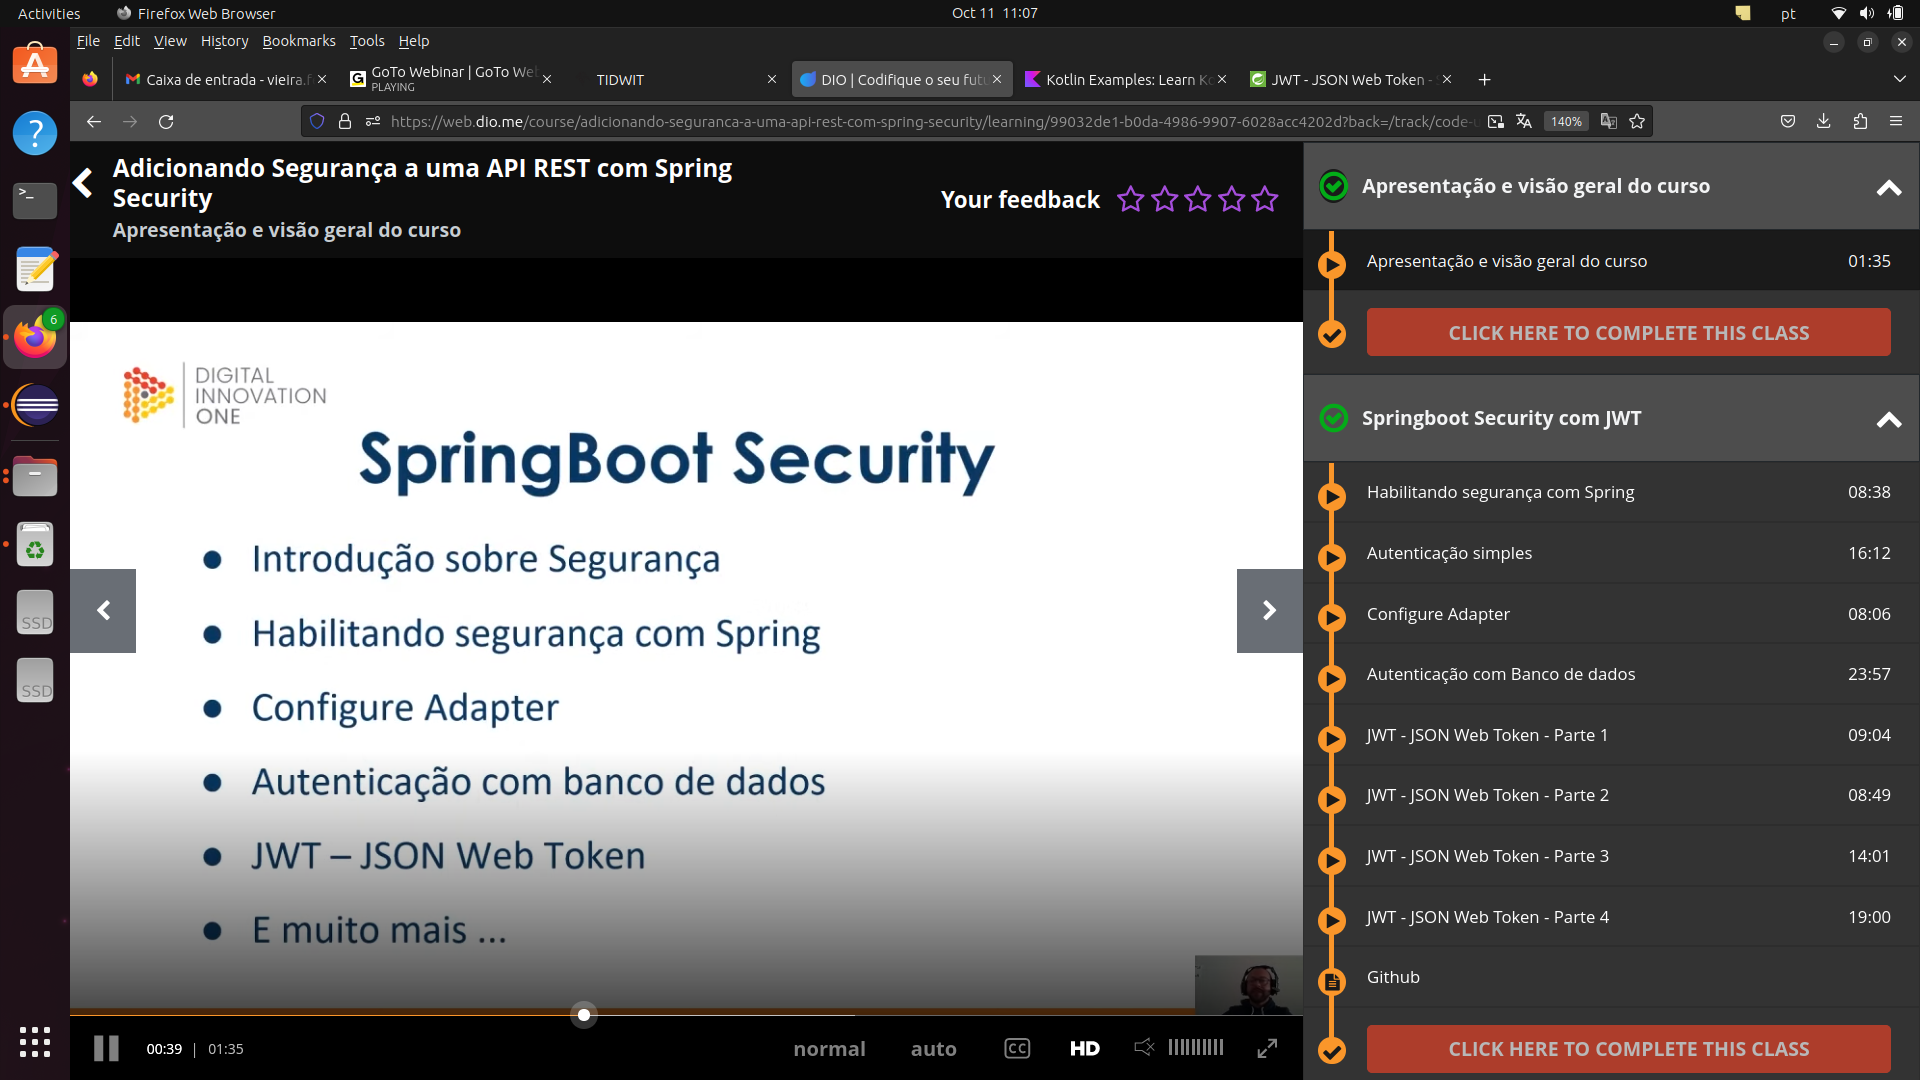 Activities
Firefox Web Browser
Oct 11 11:07
pt
File Edit View History Bookmarks Tools Help
Caixa de entrada - vieira.f
GoTo Webinar | GoTo Web
PLAYING
TIDWIT
DIO | Codifique o seu futu
Kotlin Examples: Learn Ko
JWT - JSON Web Token -
https://web.dio.me/course/adicionando-seguranca-a-uma-api-rest-com-spring-security/learning/99032de1-b0da-4986-9907-6028acc4202d?back=/track/code-
140%
Adicionando Segurança a uma API REST com Spring
Security
Apresentação e visão geral do curso
Your feedback
DIGITAL
INNOVATION
ONE
SpringBoot Security
Introdução sobre Segurança
Habilitando segurança com Spring
Configure Adapter
Autenticação com banco de dados
JWT – JSON Web Token
E muito mais ...
00:39 | 01:35
normal
auto
CC
HD
Apresentação e visão geral do curso
Apresentação e visão geral do curso 01:35
CLICK HERE TO COMPLETE THIS CLASS
Springboot Security com JWT
Habilitando segurança com Spring 08:38
Autenticação simples 16:12
Configure Adapter 08:06
Autenticação com Banco de dados 23:57
JWT - JSON Web Token - Parte 1 09:04
JWT - JSON Web Token - Parte 2 08:49
JWT - JSON Web Token - Parte 3 14:01
JWT - JSON Web Token - Parte 4 19:00
Github
CLICK HERE TO COMPLETE THIS CLASS
6
SSD
SSD